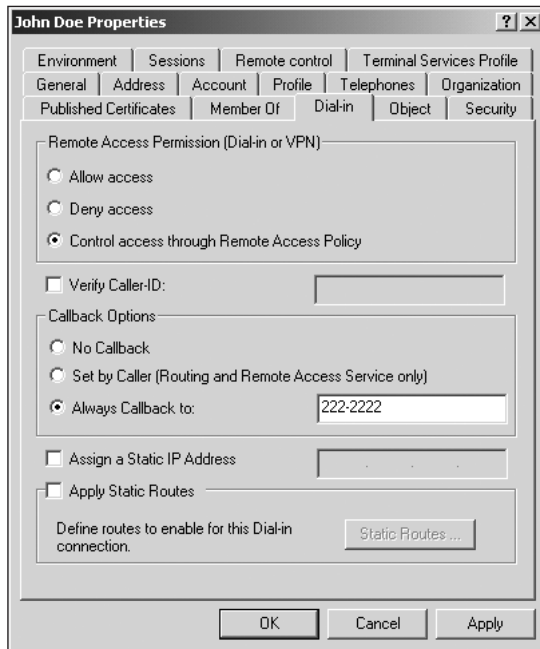 John Doe Properties
Environment Sessions Remote control Terminal Services Profile
General Address Account Profile Telephones Organization
Published Certificates Member Of Dial-in Object Security
Remote Access Permission (Dial-in or VPN)
Allow access
Deny access
Control access through Remote Access Policy
Verify Caller-ID:
Callback Options
No Callback
Set by Caller (Routing and Remote Access Service only)
Always Callback to: 222-2222
Assign a Static IP Address . . .
Apply Static Routes
Define routes to enable for this Dial-in
connection.
Static Routes ...
OK Cancel Apply